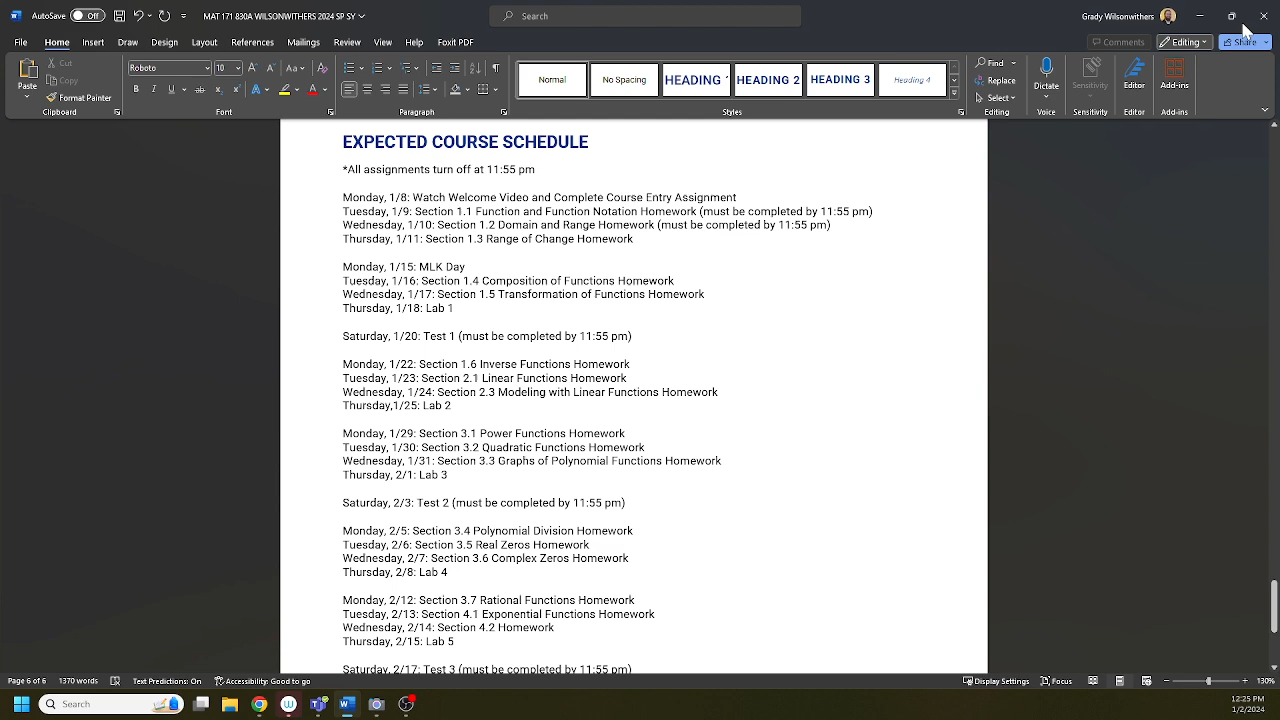 AutoSave Off MAT 171 830A WILSONWITHERS 2024 SP SY Search Grady Wilsonwithers
File Home Insert Draw Design Layout References Mailings Review View Help Foxit PDF Comments Editing Share
Paste Cut Copy Format Painter Clipboard
Roboto 10 Font
Paragraph
Normal No Spacing HEADING 1 HEADING 2 HEADING 3 Heading 4 Styles
Find Replace Select Editing
Dictate Voice
Sensitivity Sensitivity
Editor Editor
Add-ins Add-ins
EXPECTED COURSE SCHEDULE
*All assignments turn off at 11:55 pm
Monday, 1/8: Watch Welcome Video and Complete Course Entry Assignment
Tuesday, 1/9: Section 1.1 Function and Function Notation Homework (must be completed by 11:55 pm)
Wednesday, 1/10: Section 1.2 Domain and Range Homework (must be completed by 11:55 pm)
Thursday, 1/11: Section 1.3 Range of Change Homework
Monday, 1/15: MLK Day
Tuesday, 1/16: Section 1.4 Composition of Functions Homework
Wednesday, 1/17: Section 1.5 Transformation of Functions Homework
Thursday, 1/18: Lab 1
Saturday, 1/20: Test 1 (must be completed by 11:55 pm)
Monday, 1/22: Section 1.6 Inverse Functions Homework
Tuesday, 1/23: Section 2.1 Linear Functions Homework
Wednesday, 1/24: Section 2.3 Modeling with Linear Functions Homework
Thursday,1/25: Lab 2
Monday, 1/29: Section 3.1 Power Functions Homework
Tuesday, 1/30: Section 3.2 Quadratic Functions Homework
Wednesday, 1/31: Section 3.3 Graphs of Polynomial Functions Homework
Thursday, 2/1: Lab 3
Saturday, 2/3: Test 2 (must be completed by 11:55 pm)
Monday, 2/5: Section 3.4 Polynomial Division Homework
Tuesday, 2/6: Section 3.5 Real Zeros Homework
Wednesday, 2/7: Section 3.6 Complex Zeros Homework
Thursday, 2/8: Lab 4
Monday, 2/12: Section 3.7 Rational Functions Homework
Tuesday, 2/13: Section 4.1 Exponential Functions Homework
Wednesday, 2/14: Section 4.2 Homework
Thursday, 2/15: Lab 5
Saturday, 2/17: Test 3 (must be completed by 11:55 pm)
Page 6 of 6 1370 words Text Predictions: On Accessibility: Good to go Display Settings Focus 130%
Search
12:25 PM
1/2/2024